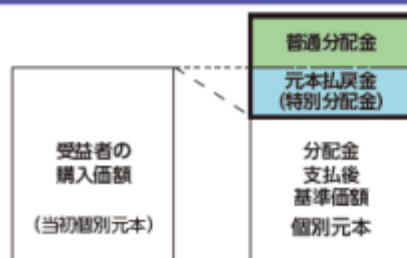 普通分配金
元本払戻金
(特別分配金)
受益者の
購入価額
(当初個別元本)
分配金
支払後
基準価額
個別元本